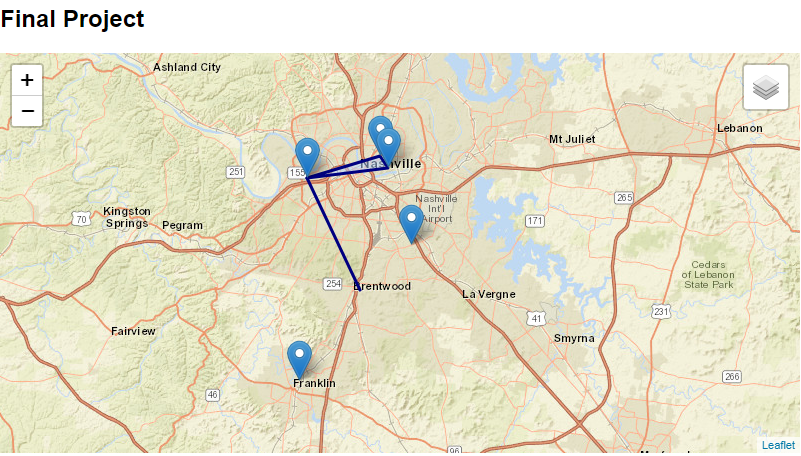 Final Project
+
−
Ashland City
Lebanon
Mt Juliet
251
155
Nashville
Nashville
Int'l
Airport
265
171
70
Kingston
Springs
Pegram
Cedars
of Lebanon
State Park
254
Brentwood
La Vergne
231
41
Fairview
Smyrna
266
Franklin
46
96
Leaflet